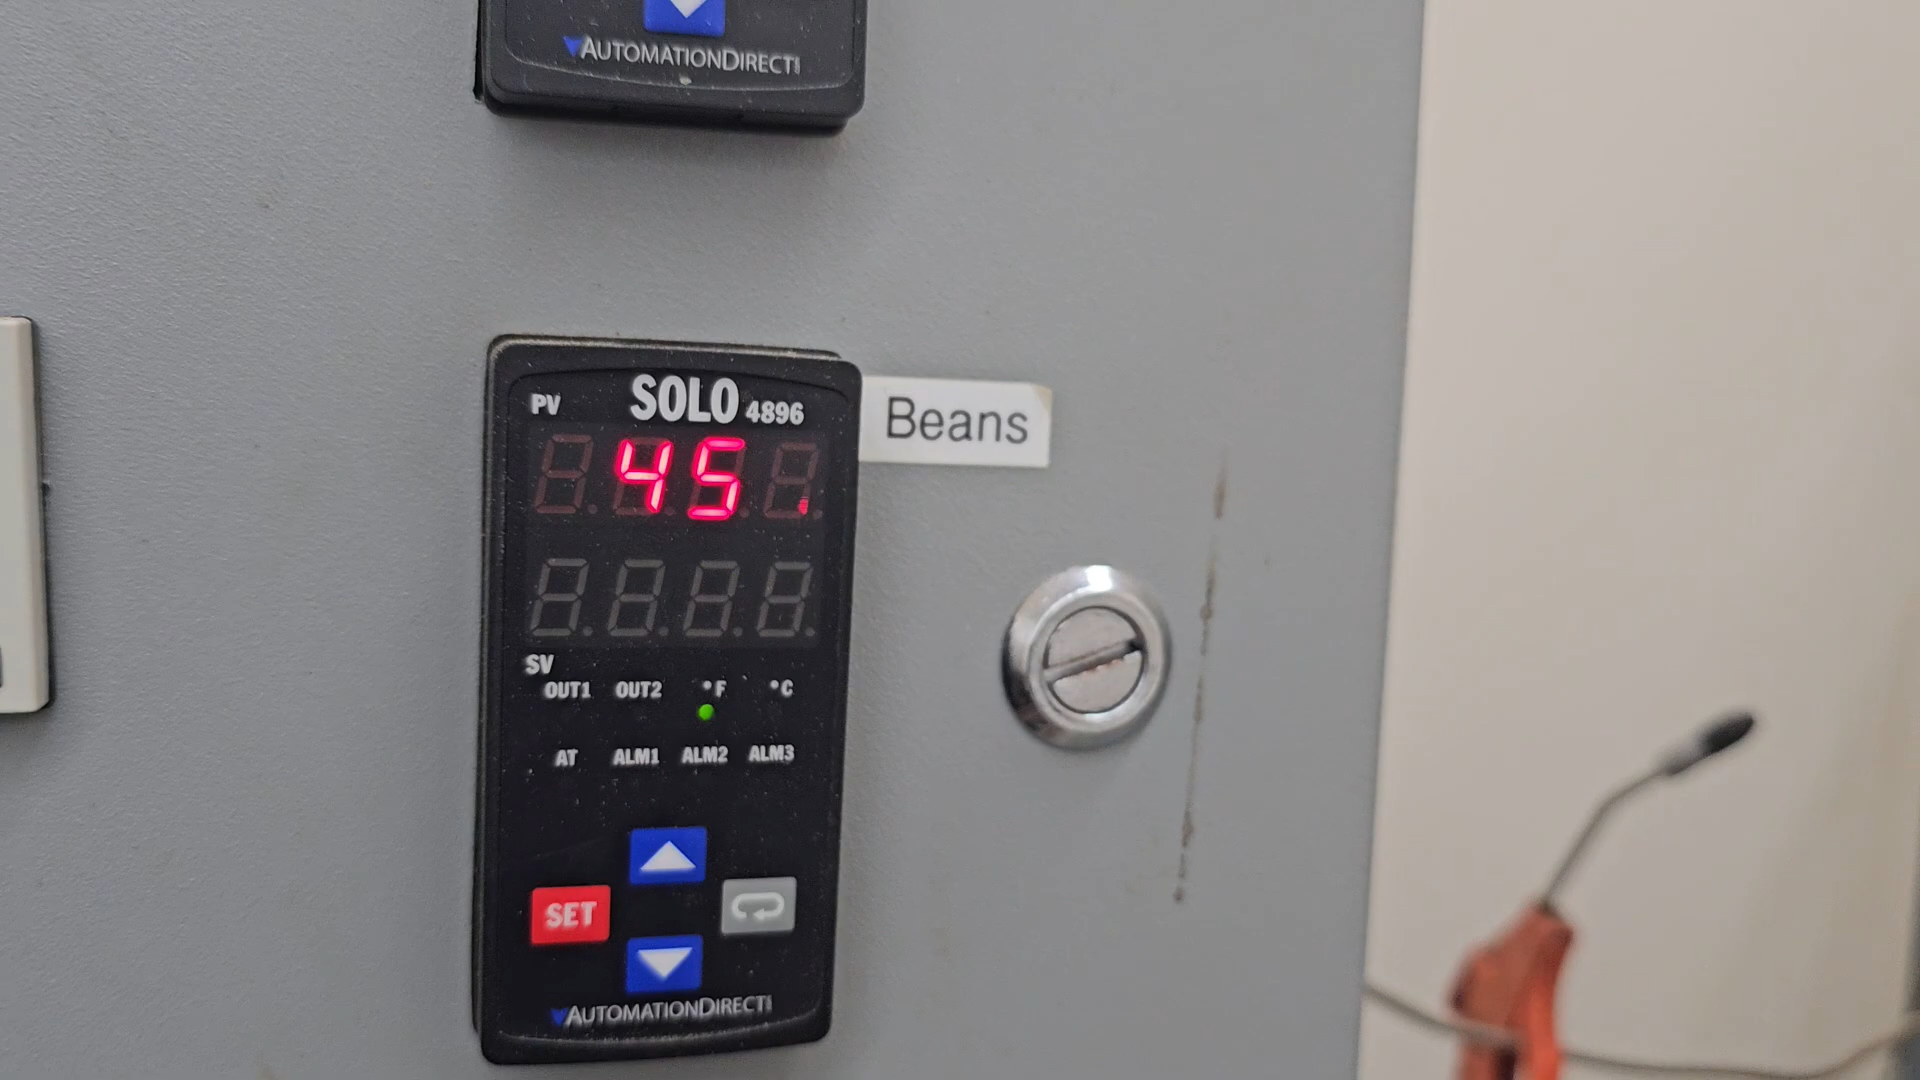 AUTOMATIONDIRECT
PV SOLO 4896
Beans
45
SV
OUT1 OUT2 °F °C
AT ALM1 ALM2 ALM3
SET
AUTOMATIONDIRECT